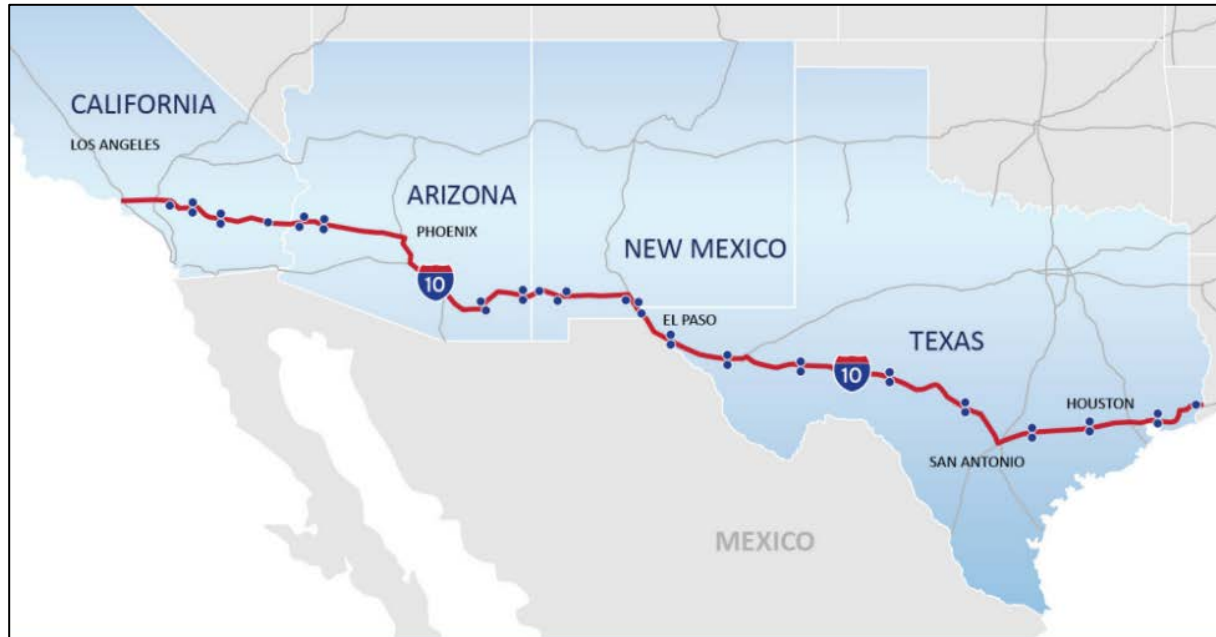 CALIFORNIA
LOS ANGELES
ARIZONA
PHOENIX
NEW MEXICO
10
EL PASO
TEXAS
10
HOUSTON
SAN ANTONIO
MEXICO